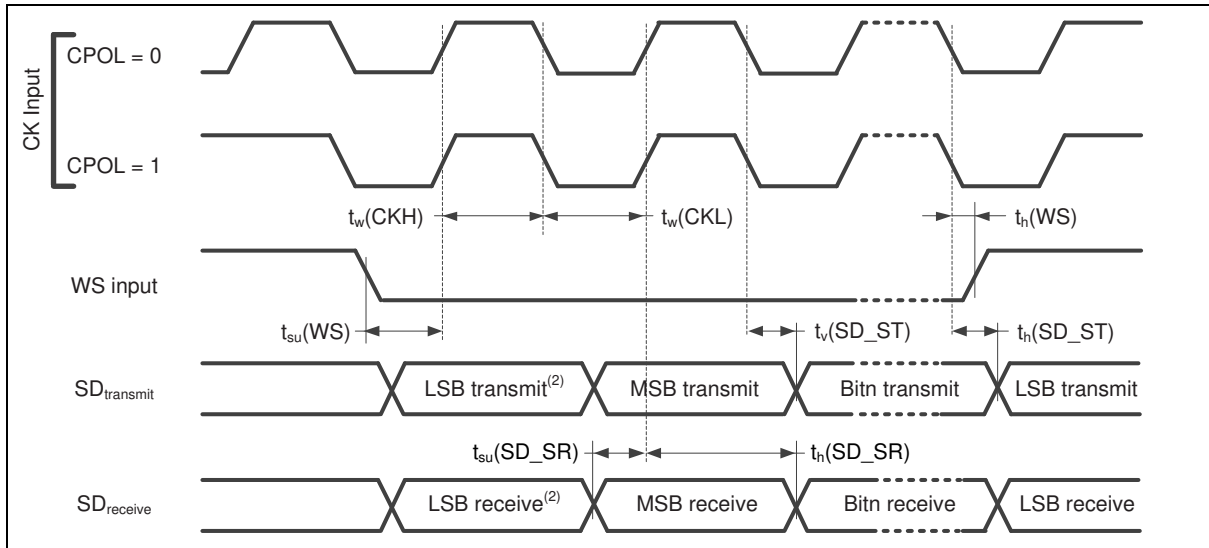 CK Input
CPOL = 0
CPOL = 1
tw(CKH)
tw(CKL)
th(WS)
WS input
tsu(WS)
tv(SD_ST)
th(SD_ST)
SDtransmit
LSB transmit(2)
MSB transmit
Bitn transmit
LSB transmit
tsu(SD_SR)
th(SD_SR)
SDreceive
LSB receive(2)
MSB receive
Bitn receive
LSB receive